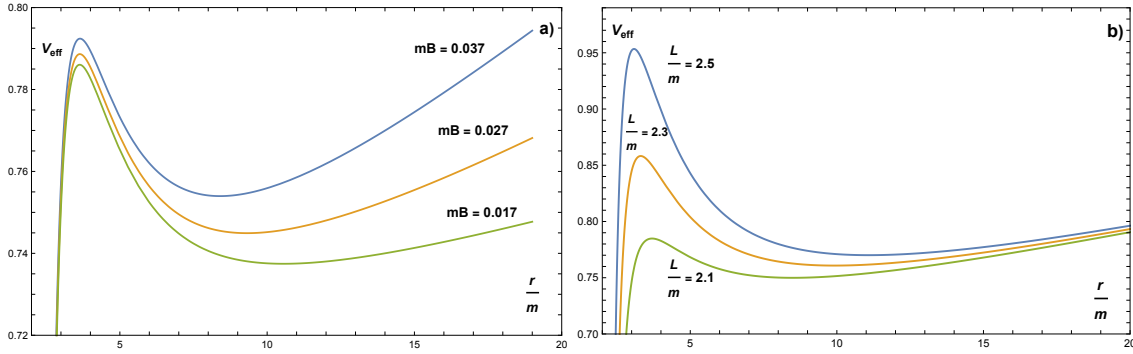 0.80
V_eff
a)
mB = 0.037
0.78
0.76
mB = 0.027
mB = 0.017
0.74
r
m
0.72
5
10
15
20
V_eff
b)
0.95
L
m
= 2.5
0.90
L
m
= 2.3
0.85
0.80
0.75
L
m
= 2.1
r
m
0.70
5
10
15
20